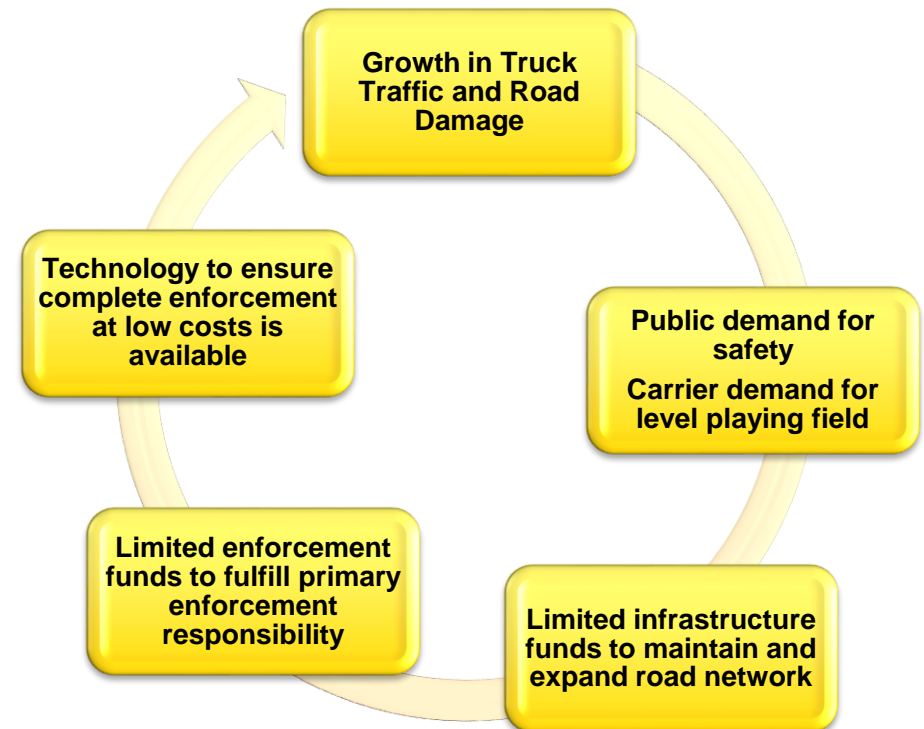 Growth in Truck
Traffic and Road
Damage
Public demand for
safety
Carrier demand for
level playing field
Limited infrastructure
funds to maintain and
expand road network
Limited enforcement
funds to fulfill primary
enforcement
responsibility
Technology to ensure
complete enforcement
at low costs is
available